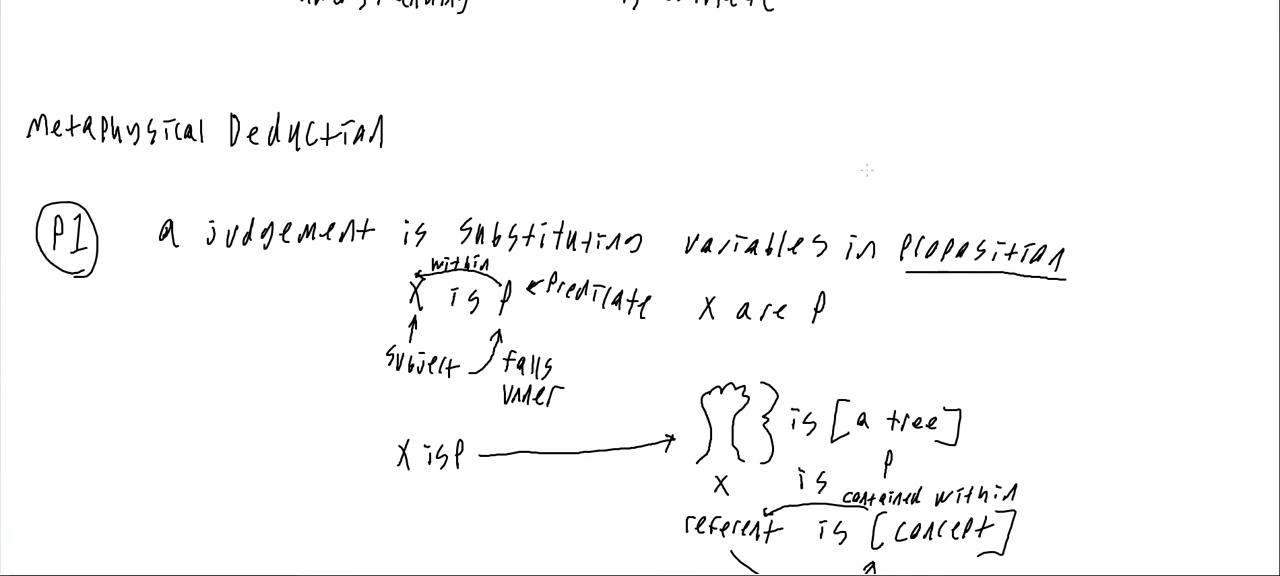 Metaphysical Deduction
P1 a judgement is substituting variables in proposition
within
X is P ← Predicate X are P
subject falls
under
X is P → } is [a tree]
X is P
contained within
referent is [concept]